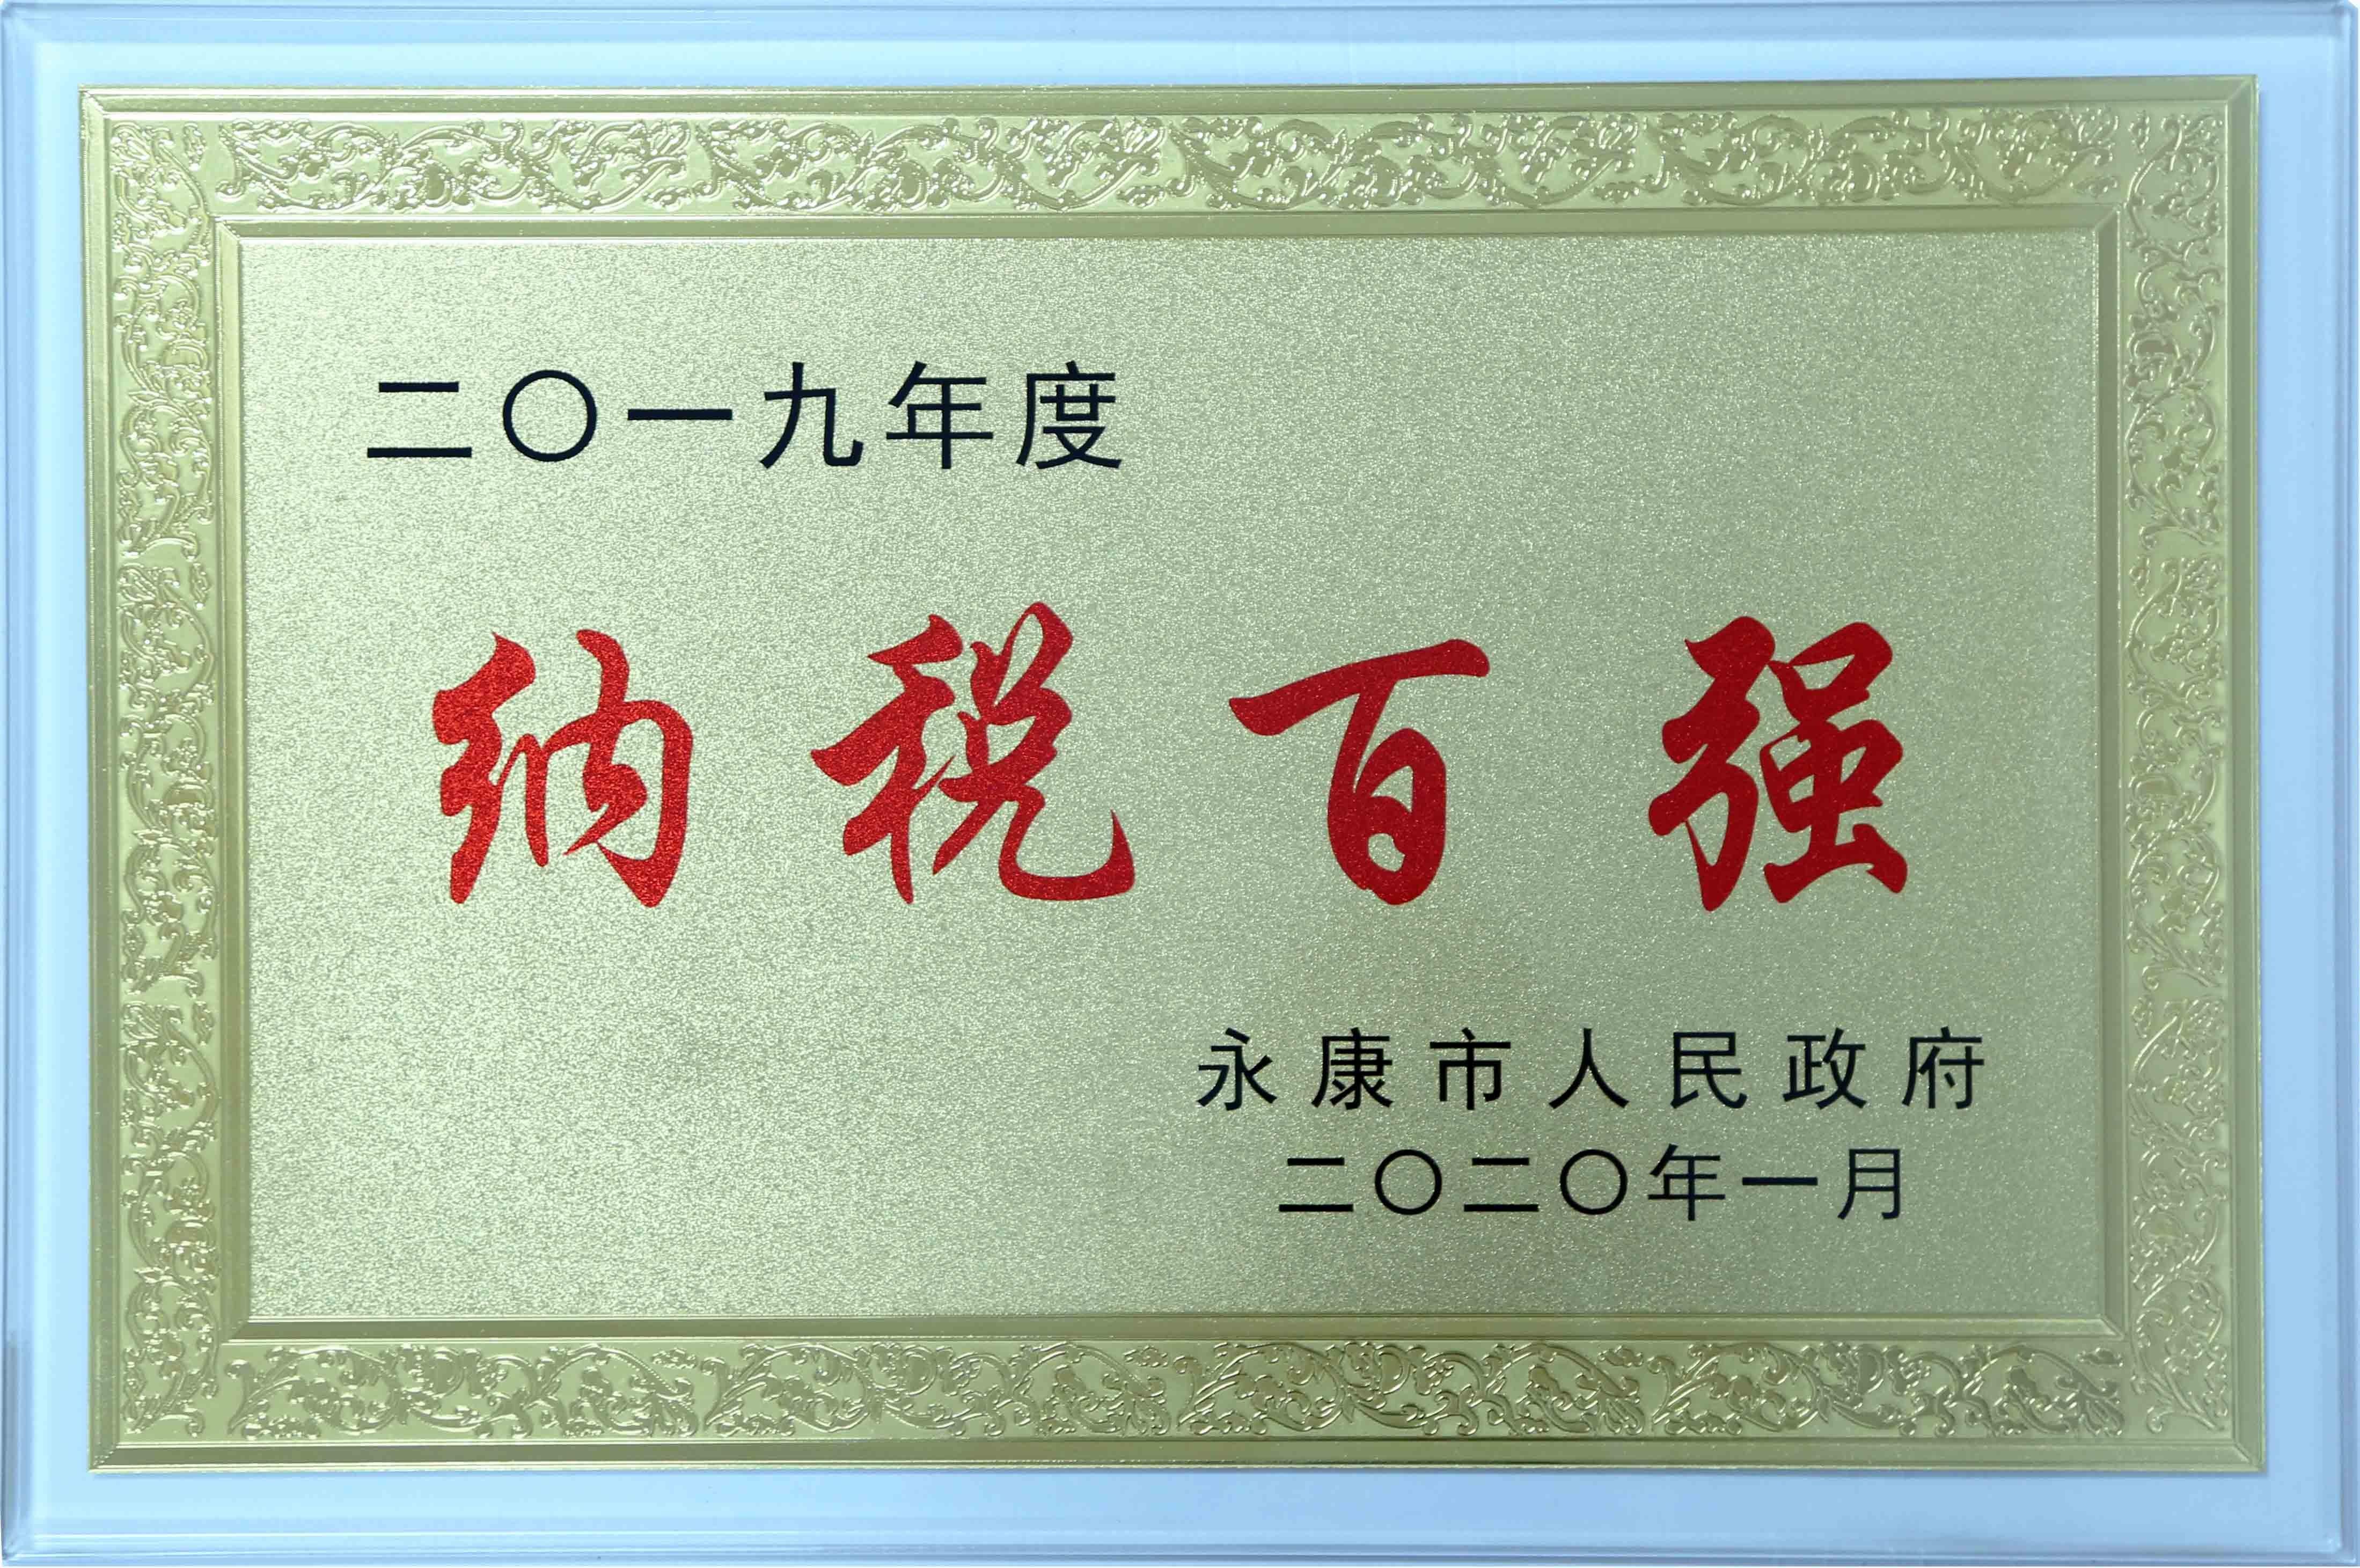 二〇一九年度
纳税百强
永康市人民政府
二〇二〇年一月